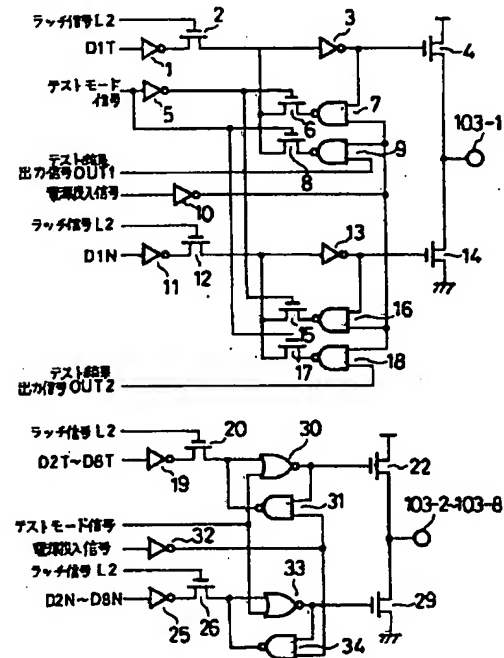 ラッチ信号 L2
2
3
D1T
1
4
テストモード
信号
5
6
7
103-1
8
9
テスト結果
出力信号 OUT1
電源投入信号
10
ラッチ信号 L2
13
D1N
11
12
14
15
16
17
18
テスト結果
出力信号 OUT2
ラッチ信号 L2
20
30
D2T~D8T
19
22
31
103-2~103-8
テストモード信号
電源投入信号
32
ラッチ信号 L2
33
29
D2N~D8N
25
26
34